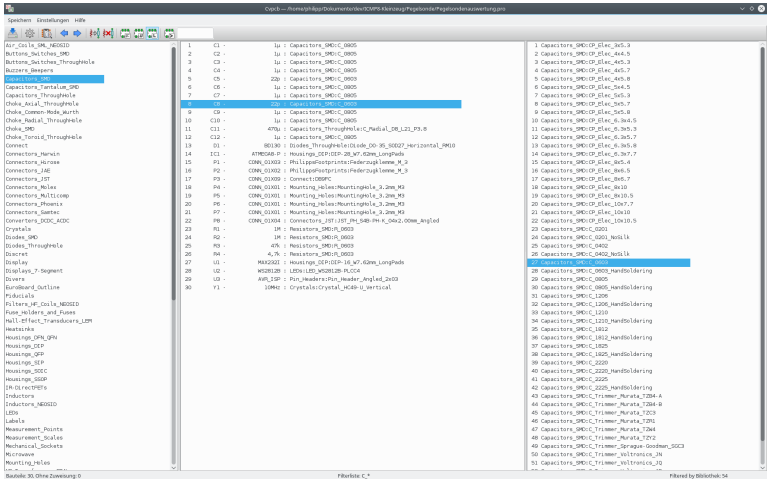 Cvpcb — /home/philipp/Dokumente/dev/ICVPS-Kleinzeug/Pegelsonde/Pegelsondenauswertung.pro
Speichern Einstellungen Hilfe
Air_Coils_SML_NEOSID
Buttons_Switches_SMD
Buttons_Switches_ThroughHole
Buzzers_Beepers
Capacitors_SMD
Capacitors_Tantalum_SMD
Capacitors_ThroughHole
Choke_Axial_ThroughHole
Choke_Common-Mode_Wurth
Choke_Radial_ThroughHole
Choke_SMD
Choke_Toroid_ThroughHole
Connect
Connectors_Harwin
Connectors_Hirose
Connectors_JAE
Connectors_JST
Connectors_Molex
Connectors_Multicomp
Connectors_Phoenix
Connectors_Samtec
Converters_DCDC_ACDC
Crystals
Diodes_SMD
Diodes_ThroughHole
Discret
Display
Displays_7-Segment
Divers
EuroBoard_Outline
Fiducials
Filters_HF_Coils_NEOSID
Fuse_Holders_and_Fuses
Hall-Effect_Transducers_LEM
Heatsinks
Housings_DFN_QFN
Housings_DIP
Housings_QFP
Housings_SIP
Housings_SOIC
Housings_SSOP
IR-DirectFETs
Inductors
Inductors_NEOSID
LEDs
Labels
Measurement_Points
Measurement_Scales
Mechanical_Sockets
Microwave
Mounting_Holes
1 C1 - 1µ : Capacitors_SMD:C_0805
2 C2 - 1µ : Capacitors_SMD:C_0805
3 C3 - 1µ : Capacitors_SMD:C_0805
4 C4 - 1µ : Capacitors_SMD:C_0805
5 C5 - 22p : Capacitors_SMD:C_0603
6 C6 - 1µ : Capacitors_SMD:C_0805
7 C7 - 1µ : Capacitors_SMD:C_0805
8 C8 - 22p : Capacitors_SMD:C_0603
9 C9 - 1µ : Capacitors_SMD:C_0805
10 C10 - 1µ : Capacitors_SMD:C_0805
11 C11 - 470µ : Capacitors_ThroughHole:C_Radial_D8_L21_P3.8
12 C12 - 1µ : Capacitors_SMD:C_0805
13 D1 - BD130 : Diodes_ThroughHole:Diode_DO-35_SOD27_Horizontal_RM10
14 IC1 - ATMEGA8-P : Housings_DIP:DIP-28_W7.62mm_LongPads
15 P1 - CONN_01X03 : PhilippsFootprints:Federzugklemme_M_3
16 P2 - CONN_01X02 : PhilippsFootprints:Federzugklemme_M_3
17 P3 - CONN_01X09 : Connect:DB9FC
18 P4 - CONN_01X01 : Mounting_Holes:MountingHole_3.2mm_M3
19 P5 - CONN_01X01 : Mounting_Holes:MountingHole_3.2mm_M3
20 P6 - CONN_01X01 : Mounting_Holes:MountingHole_3.2mm_M3
21 P7 - CONN_01X01 : Mounting_Holes:MountingHole_3.2mm_M3
22 P8 - CONN_01X04 : Connectors_JST:JST_PH_S4B-PH-K_04x2.00mm_Angled
23 R1 - 1M : Resistors_SMD:R_0603
24 R2 - 1M : Resistors_SMD:R_0603
25 R3 - 47k : Resistors_SMD:R_0603
26 R4 - 4,7k : Resistors_SMD:R_0603
27 U1 - MAX232I : Housings_DIP:DIP-16_W7.62mm_LongPads
28 U2 - WS2812B : LEDs:LED_WS2812B-PLCC4
29 U3 - AVR_ISP : Pin_Headers:Pin_Header_Angled_2x03
30 Y1 - 10MHz : Crystals:Crystal_HC49-U_Vertical
1 Capacitors_SMD:CP_Elec_3x5.3
2 Capacitors_SMD:CP_Elec_4x4.5
3 Capacitors_SMD:CP_Elec_4x5.3
4 Capacitors_SMD:CP_Elec_4x5.7
5 Capacitors_SMD:CP_Elec_4x5.8
6 Capacitors_SMD:CP_Elec_5x4.5
7 Capacitors_SMD:CP_Elec_5x5.3
8 Capacitors_SMD:CP_Elec_5x5.7
9 Capacitors_SMD:CP_Elec_5x5.8
10 Capacitors_SMD:CP_Elec_6.3x4.5
11 Capacitors_SMD:CP_Elec_6.3x5.3
12 Capacitors_SMD:CP_Elec_6.3x5.7
13 Capacitors_SMD:CP_Elec_6.3x5.8
14 Capacitors_SMD:CP_Elec_6.3x7.7
15 Capacitors_SMD:CP_Elec_8x5.4
16 Capacitors_SMD:CP_Elec_8x6.5
17 Capacitors_SMD:CP_Elec_8x6.7
18 Capacitors_SMD:CP_Elec_8x10
19 Capacitors_SMD:CP_Elec_8x10.5
20 Capacitors_SMD:CP_Elec_10x7.7
21 Capacitors_SMD:CP_Elec_10x10
22 Capacitors_SMD:CP_Elec_10x10.5
23 Capacitors_SMD:C_0201
24 Capacitors_SMD:C_0201_NoSilk
25 Capacitors_SMD:C_0402
26 Capacitors_SMD:C_0402_NoSilk
27 Capacitors_SMD:C_0603
28 Capacitors_SMD:C_0603_HandSoldering
29 Capacitors_SMD:C_0805
30 Capacitors_SMD:C_0805_HandSoldering
31 Capacitors_SMD:C_1206
32 Capacitors_SMD:C_1206_HandSoldering
33 Capacitors_SMD:C_1210
34 Capacitors_SMD:C_1210_HandSoldering
35 Capacitors_SMD:C_1812
36 Capacitors_SMD:C_1812_HandSoldering
37 Capacitors_SMD:C_1825
38 Capacitors_SMD:C_1825_HandSoldering
39 Capacitors_SMD:C_2220
40 Capacitors_SMD:C_2220_HandSoldering
41 Capacitors_SMD:C_2225
42 Capacitors_SMD:C_2225_HandSoldering
43 Capacitors_SMD:C_Trimmer_Murata_TZB4-A
44 Capacitors_SMD:C_Trimmer_Murata_TZB4-B
45 Capacitors_SMD:C_Trimmer_Murata_TZC3
46 Capacitors_SMD:C_Trimmer_Murata_TZR1
47 Capacitors_SMD:C_Trimmer_Murata_TZW4
48 Capacitors_SMD:C_Trimmer_Murata_TZY2
49 Capacitors_SMD:C_Trimmer_Sprague-Goodman_SGC3
50 Capacitors_SMD:C_Trimmer_Voltronics_JN
51 Capacitors_SMD:C_Trimmer_Voltronics_JQ
Bauteile: 30, Ohne Zuweisung: 0
Filterliste: C_*
Filtered by Bibliothek: 54